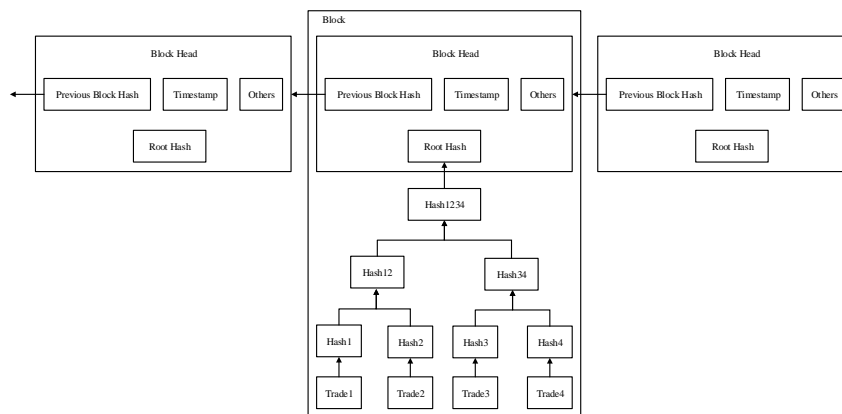 Block
Block Head
Block Head
Block Head
Previous Block Hash
Timestamp
Others
Previous Block Hash
Timestamp
Others
Previous Block Hash
Timestamp
Others
Root Hash
Root Hash
Root Hash
Hash1234
Hash12
Hash34
Hash1
Hash2
Hash3
Hash4
Trade1
Trade2
Trade3
Trade4